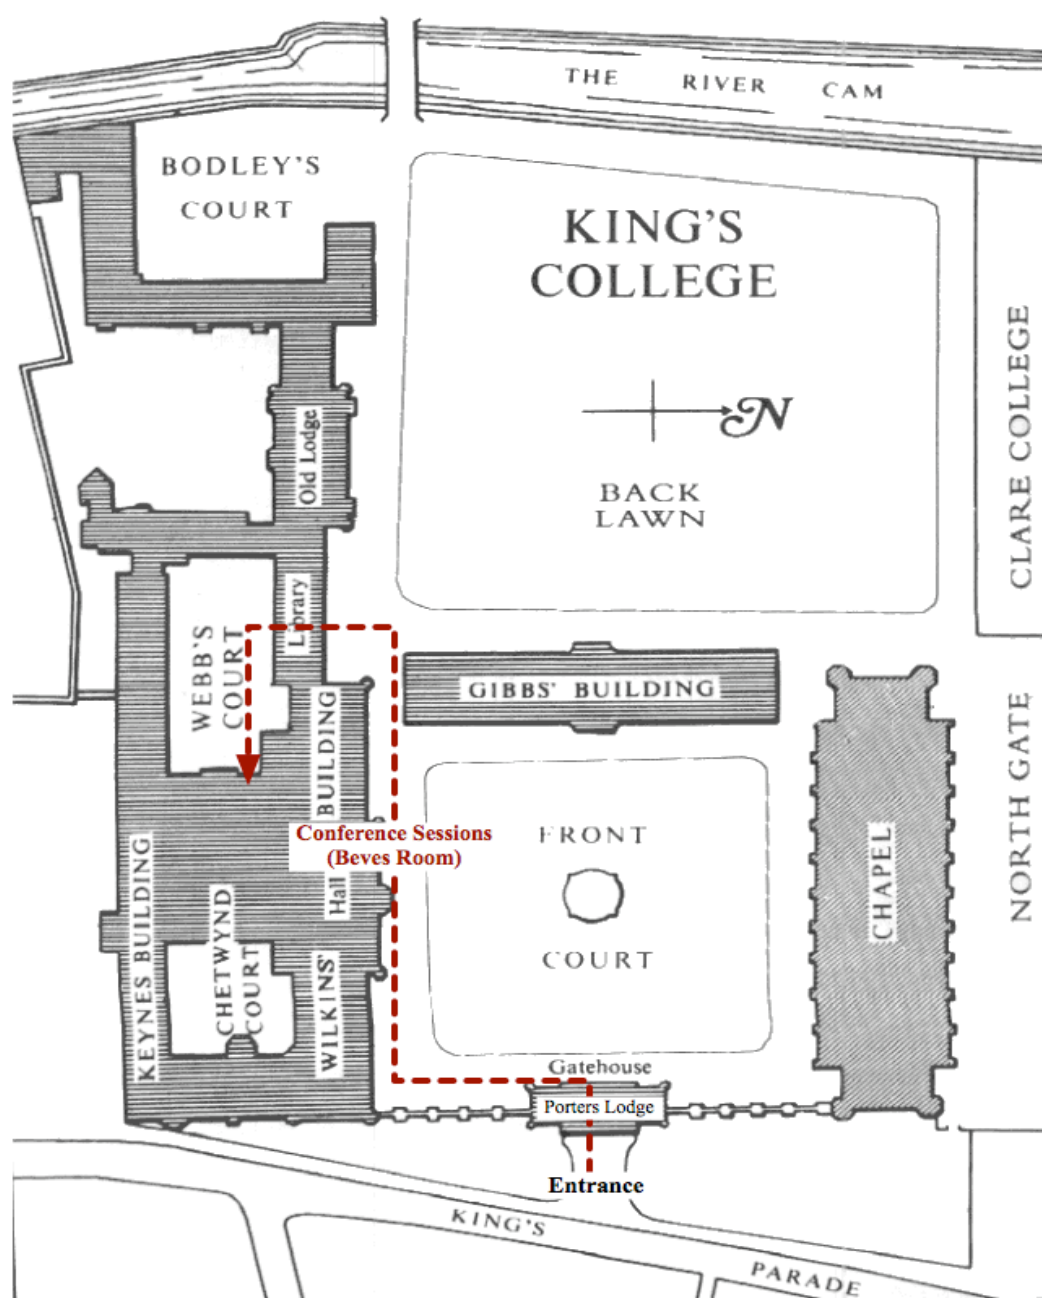 THE RIVER CAM
BODLEY'S
COURT
KING'S
COLLEGE
N
BACK
LAWN
CLARE COLLEGE
Old Lodge
Library
WEBB'S
COURT
GIBBS' BUILDING
NORTH GATE
BUILDING
Conference Sessions
(Beves Room)
FRONT
COURT
Hall
CHAPEL
KEYNES BUILDING
CHETWYND
COURT
WILKINS'
Gatehouse
Porters Lodge
Entrance
KING'S
PARADE